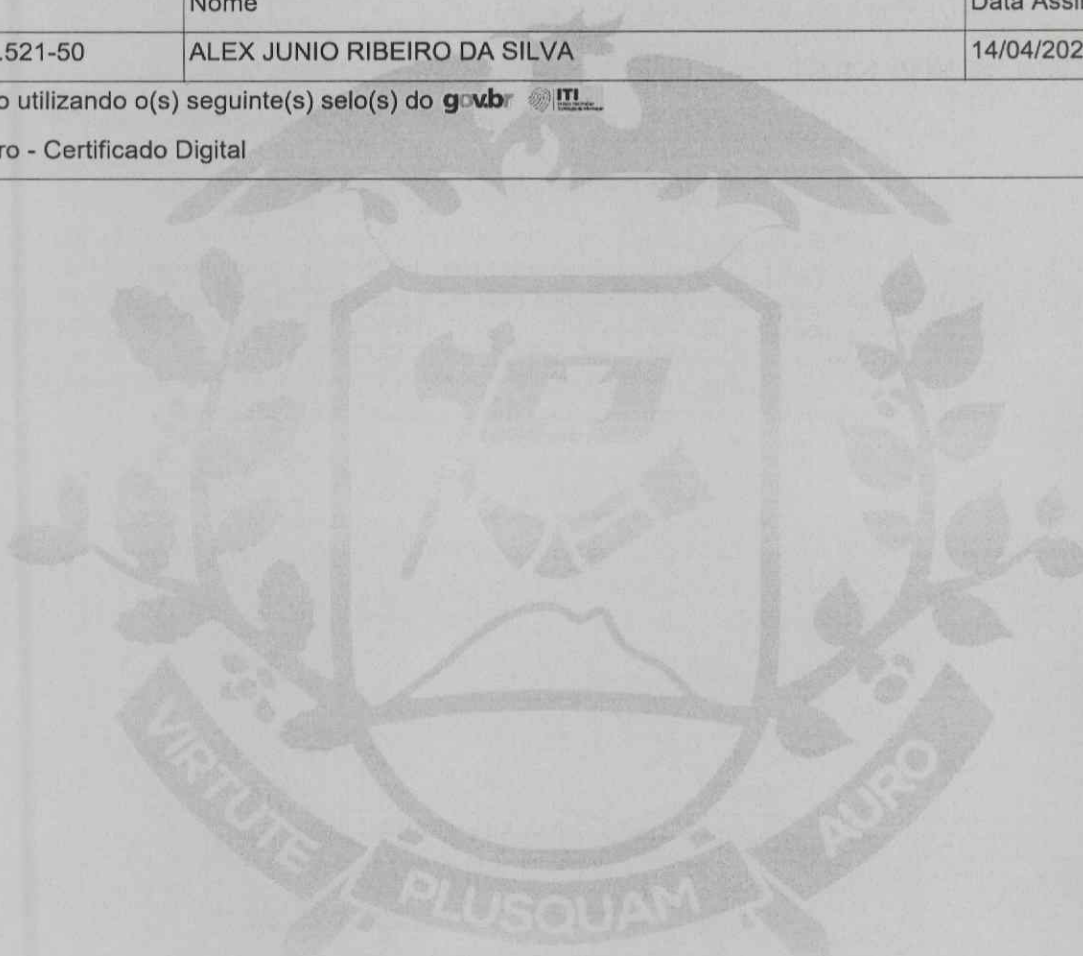 Nome Data Assi
.521-50 ALEX JUNIO RIBEIRO DA SILVA 14/04/202
o utilizando o(s) seguinte(s) selo(s) do gov.br ITI
ro - Certificado Digital
VIRTUTE PLUSQUAM AURO